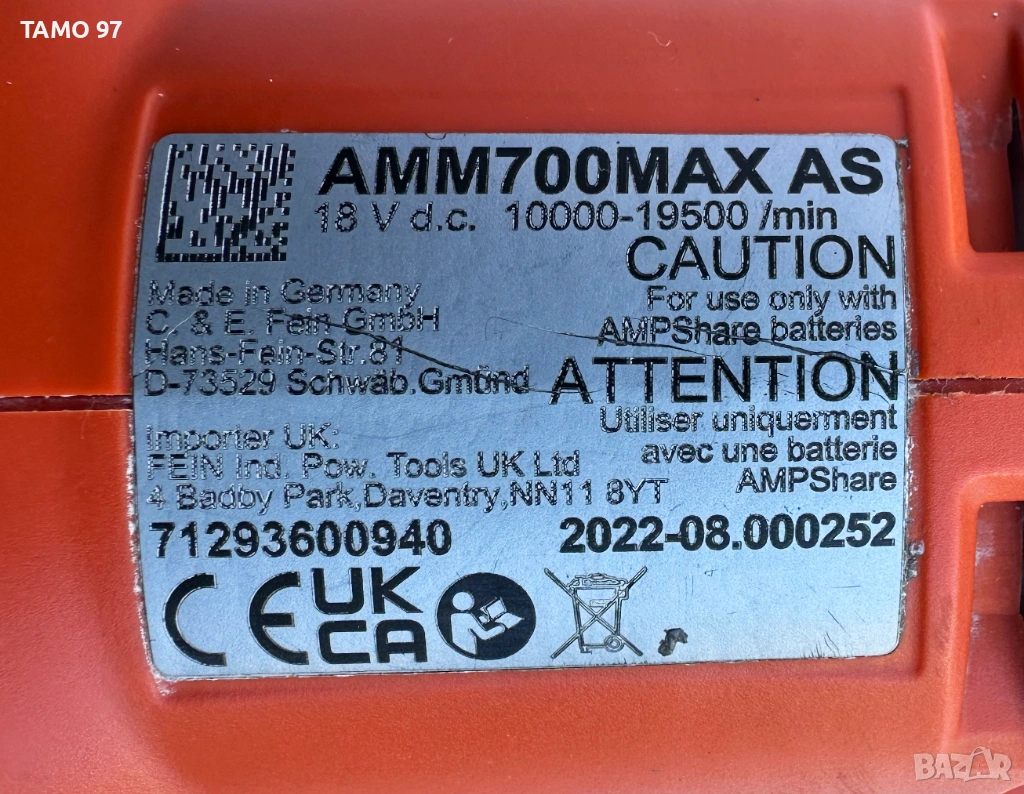 TAMO 97
AMM700MAX AS
18 V d.c. 10000-19500 /min
CAUTION
For use only with
AMPShare batteries
ATTENTION
Utiliser uniquerment
avec une batterie
AMPShare
Made in Germany
C. & E. Fein GmbH
Hans-Fein-Str.81
D-73529 Schwäb.Gmünd
Importer UK:
FEIN Ind. Pow. Tools UK Ltd
4 Badby Park,Daventry,NN11 8YT
71293600940 2022-08.000252
CE UK
CA
BAZAR